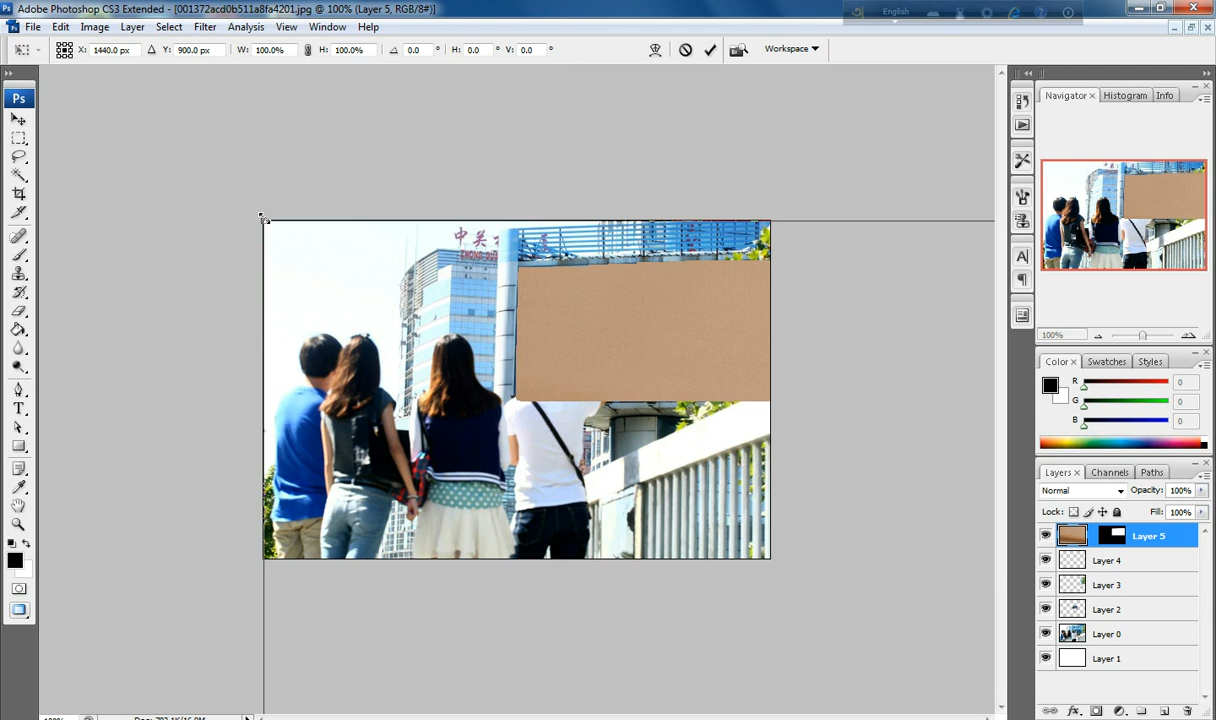 Adobe Photoshop CS3 Extended - [001372acd0b511a8fa4201.jpg @ 100% (Layer 5, RGB/8#)]
English
File Edit Image Layer Select Filter Analysis View Window Help
X: 1440.0 px Y: 900.0 px W: 100.0% H: 100.0% 0.0 ° H: 0.0 ° V: 0.0 ° Workspace
Ps
Navigator Histogram Info
中关
100%
Color Swatches Styles
R 0
G 0
B 0
Layers Channels Paths
Normal Opacity: 100%
Lock: Fill: 100%
Layer 5
Layer 4
Layer 3
Layer 2
Layer 0
Layer 1
T
A